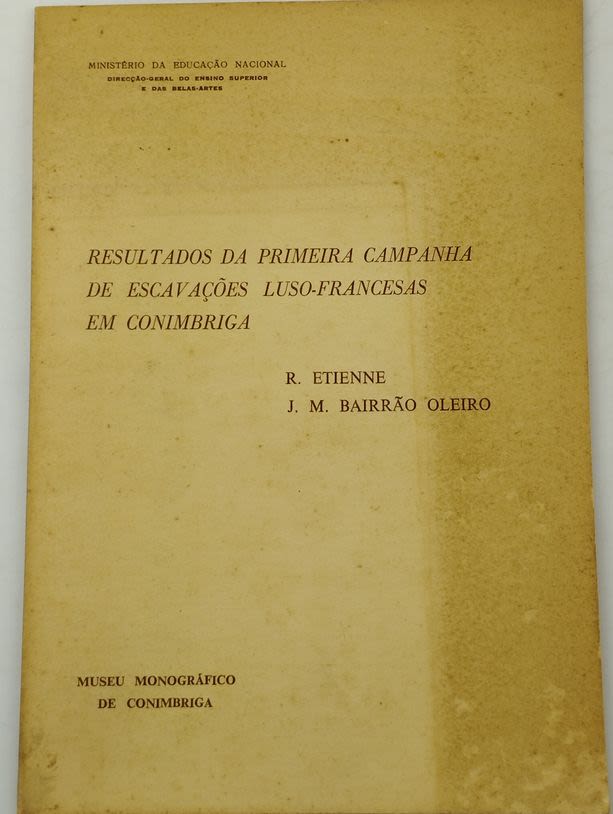 MINISTÉRIO DA EDUCAÇÃO NACIONAL
DIRECÇÃO-GERAL DO ENSINO SUPERIOR
E DAS BELAS-ARTES
RESULTADOS DA PRIMEIRA CAMPANHA
DE ESCAVAÇÕES LUSO-FRANCESAS
EM CONIMBRIGA
R. ETIENNE
J. M. BAIRRÃO OLEIRO
MUSEU MONOGRÁFICO
DE CONIMBRIGA